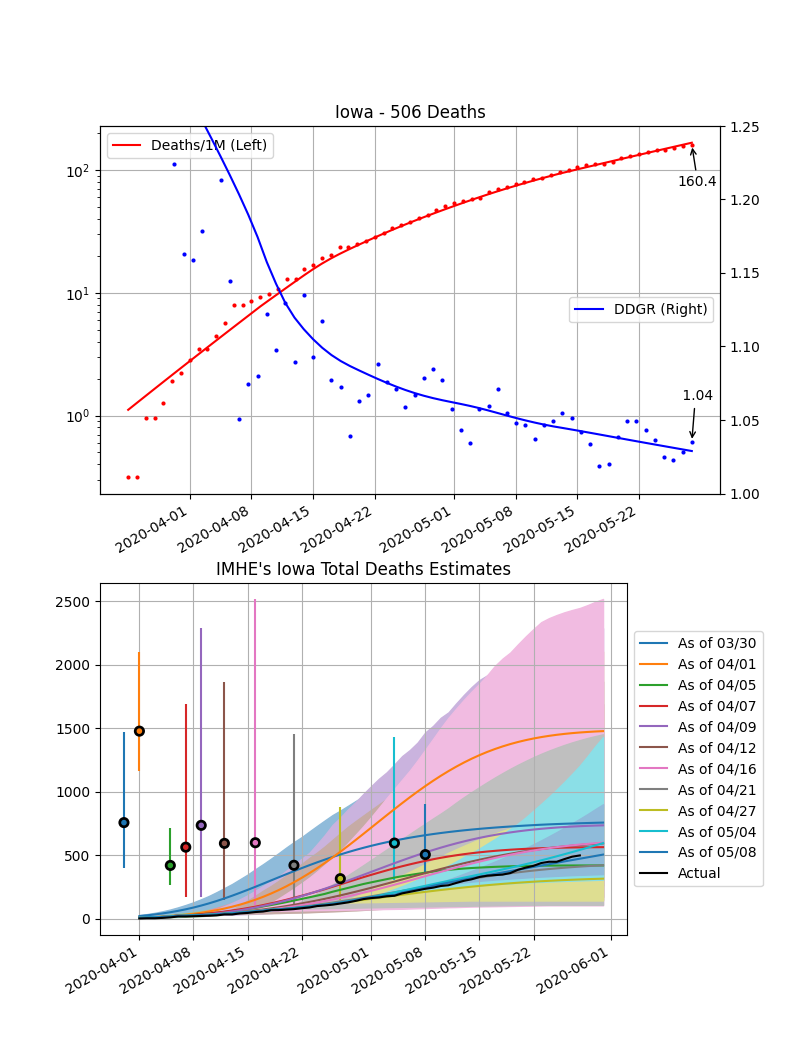 Iowa - 506 Deaths
Deaths/1M (Left)
DDGR (Right)
160.4
1.04
10²
10¹
10⁰
1.25
1.20
1.15
1.10
1.05
1.00
2020-04-01
2020-04-08
2020-04-15
2020-04-22
2020-05-01
2020-05-08
2020-05-15
2020-05-22
IMHE's Iowa Total Deaths Estimates
2500
2000
1500
1000
500
0
2020-04-01
2020-04-08
2020-04-15
2020-04-22
2020-05-01
2020-05-08
2020-05-15
2020-05-22
2020-06-01
As of 03/30
As of 04/01
As of 04/05
As of 04/07
As of 04/09
As of 04/12
As of 04/16
As of 04/21
As of 04/27
As of 05/04
As of 05/08
Actual